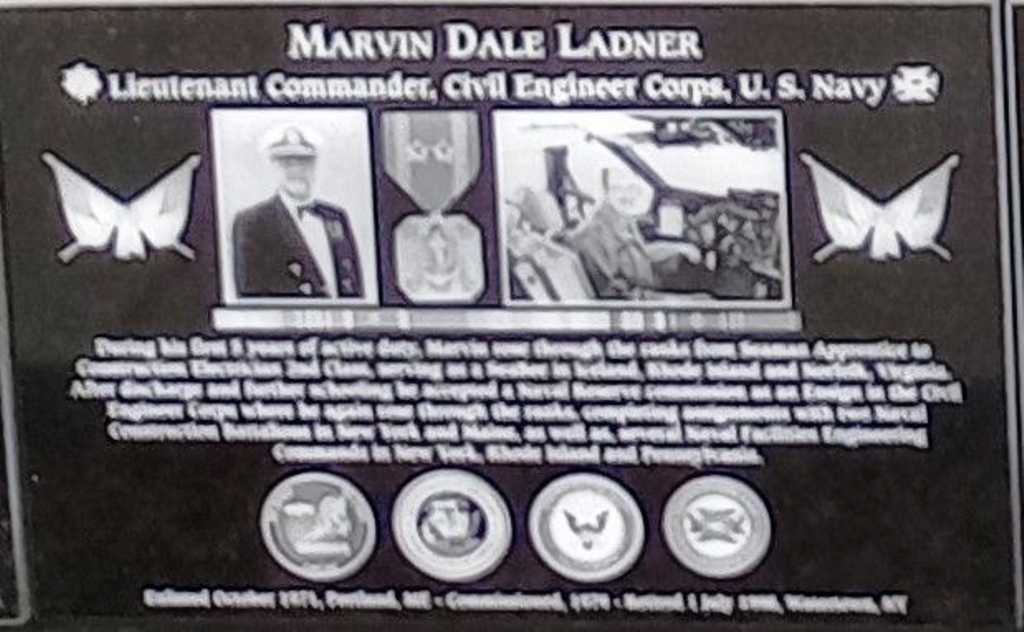 MARVIN DALE LADNER
Lieutenant Commander, Civil Engineer Corps, U. S. Navy
During his first 8 years of active duty, Marvin rose through the ranks from Seaman Apprentice to
Construction Electrician 2nd Class, serving as a Seabee in Iceland, Rhode Island and Norfolk, Virginia.
After discharge and further schooling he accepted a Naval Reserve commission as an Ensign in the Civil
Engineer Corps where he again rose through the ranks, completing assignments with two Naval
Construction Battalions in New York and Maine, as well as, several Naval Facilities Engineering
Commands in New York, Rhode Island and Pennsylvania.
Enlisted October 1971, Portland, ME - Commissioned, 1979 - Retired 1 July, Watertown, NY